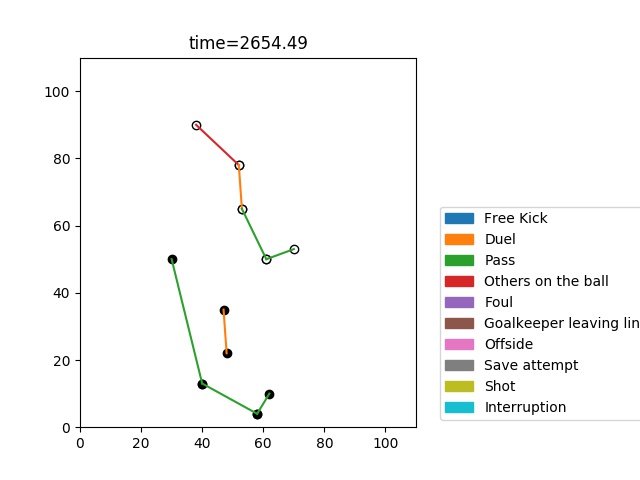 time=2654.49
100
80
60
40
20
0
0 20 40 60 80 100
Free Kick
Duel
Pass
Others on the ball
Foul
Goalkeeper leaving lin
Offside
Save attempt
Shot
Interruption